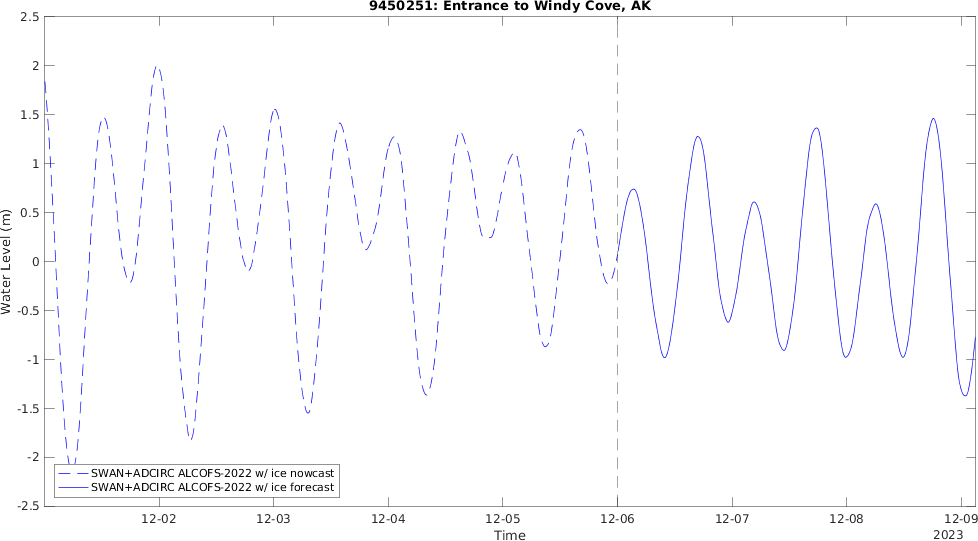 9450251: Entrance to Windy Cove, AK
2.5
2
1.5
1
0.5
0
-0.5
-1
-1.5
-2
-2.5
Water Level (m)
SWAN+ADCIRC ALCOFS-2022 w/ ice nowcast
SWAN+ADCIRC ALCOFS-2022 w/ ice forecast
12-02 12-03 12-04 12-05 12-06 12-07 12-08 12-09
Time
2023